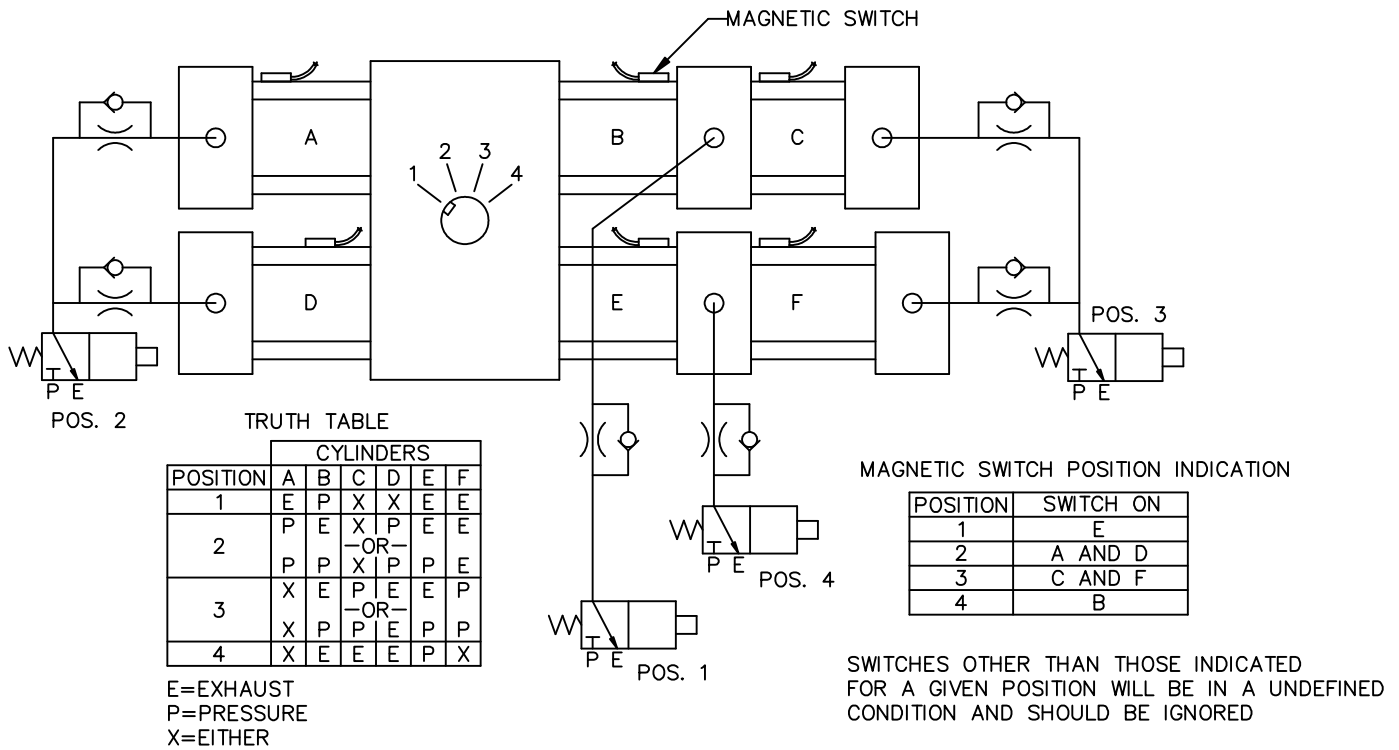 MAGNETIC SWITCH
A
B
C
1
2
3
4
D
E
F
POS. 3
P E
POS. 2
P E
TRUTH TABLE
CYLINDERS
POSITION A B C D E F
1 E P X X E E
2 P E X P E E
-OR-
P P X P P E
3 X E P E E P
-OR-
X P P E P P
4 X E E E P X
E=EXHAUST
P=PRESSURE
X=EITHER
P E
POS. 4
P E
POS. 1
MAGNETIC SWITCH POSITION INDICATION
POSITION SWITCH ON
1 E
2 A AND D
3 C AND F
4 B
SWITCHES OTHER THAN THOSE INDICATED
FOR A GIVEN POSITION WILL BE IN A UNDEFINED
CONDITION AND SHOULD BE IGNORED